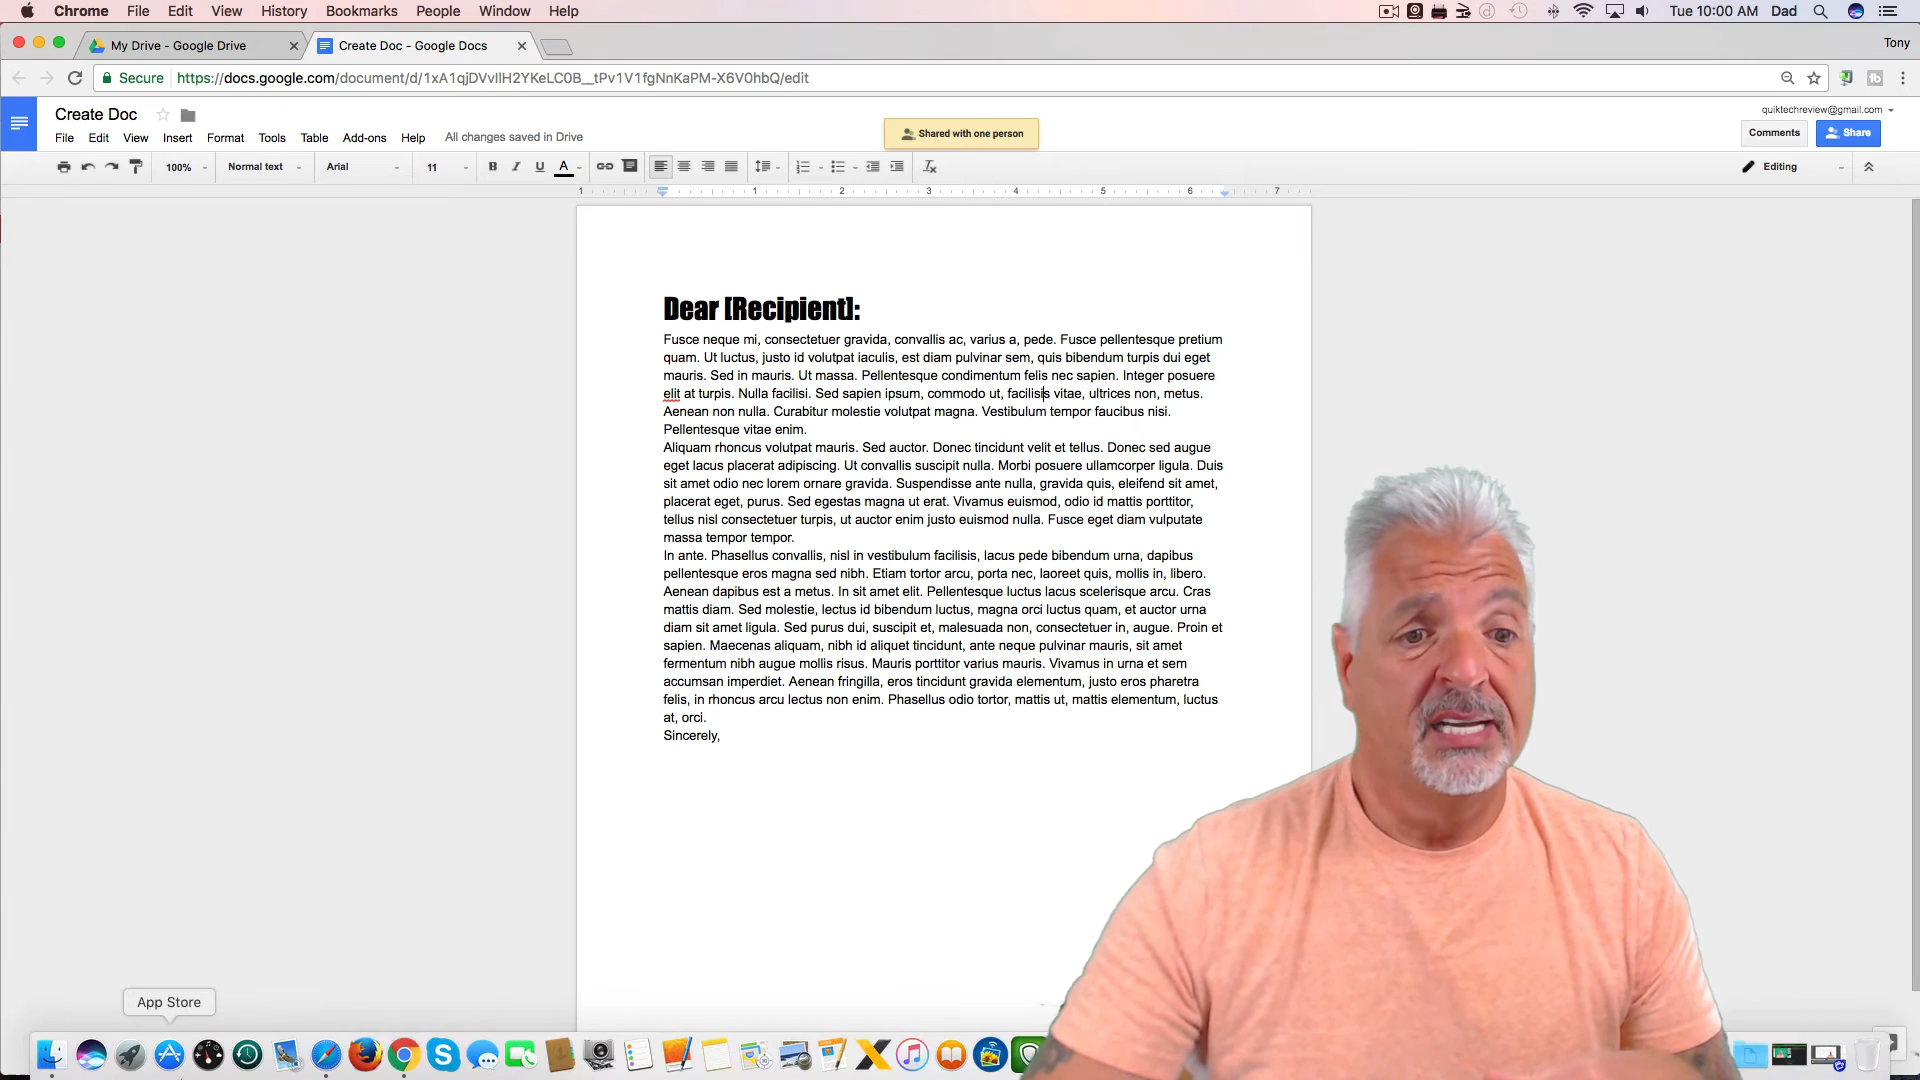 Chrome File Edit View History Bookmarks People Window Help Tue 10:00 AM Dad
My Drive - Google Drive Create Doc - Google Docs Tony
Secure https://docs.google.com/document/d/1xA1qjDVvIlH2YKeLC0B__tPv1V1fgNnKaPM-X6V0hbQ/edit
Create Doc quiktechreview@gmail.com
File Edit View Insert Format Tools Table Add-ons Help All changes saved in Drive Shared with one person Comments Share
100% Normal text Arial 11 B I U A Editing
1 1 2 3 4 5 6 7
Dear [Recipient]:
Fusce neque mi, consectetuer gravida, convallis ac, varius a, pede. Fusce pellentesque pretium
quam. Ut luctus, justo id volutpat iaculis, est diam pulvinar sem, quis bibendum turpis dui eget
mauris. Sed in mauris. Ut massa. Pellentesque condimentum felis nec sapien. Integer posuere
elit at turpis. Nulla facilisi. Sed sapien ipsum, commodo ut, facilisis vitae, ultrices non, metus.
Aenean non nulla. Curabitur molestie volutpat magna. Vestibulum tempor faucibus nisi.
Pellentesque vitae enim.
Aliquam rhoncus volutpat mauris. Sed auctor. Donec tincidunt velit et tellus. Donec sed augue
eget lacus placerat adipiscing. Ut convallis suscipit nulla. Morbi posuere ullamcorper ligula. Duis
sit amet odio nec lorem ornare gravida. Suspendisse ante nulla, gravida quis, eleifend sit amet,
placerat eget, purus. Sed egestas magna ut erat. Vivamus euismod, odio id mattis porttitor,
tellus nisl consectetuer turpis, ut auctor enim justo euismod nulla. Fusce eget diam vulputate
massa tempor tempor.
In ante. Phasellus convallis, nisl in vestibulum facilisis, lacus pede bibendum urna, dapibus
pellentesque eros magna sed nibh. Etiam tortor arcu, porta nec, laoreet quis, mollis in, libero.
Aenean dapibus est a metus. In sit amet elit. Pellentesque luctus lacus scelerisque arcu. Cras
mattis diam. Sed molestie, lectus id bibendum luctus, magna orci luctus quam, et auctor urna
diam sit amet ligula. Sed purus dui, suscipit et, malesuada non, consectetuer in, augue. Proin et
sapien. Maecenas aliquam, nibh id aliquet tincidunt, ante neque pulvinar mauris, sit amet
fermentum nibh augue mollis risus. Mauris porttitor varius mauris. Vivamus in urna et sem
accumsan imperdiet. Aenean fringilla, eros tincidunt gravida elementum, justo eros pharetra
felis, in rhoncus arcu lectus non enim. Phasellus odio tortor, mattis ut, mattis elementum, luctus
at, orci.
Sincerely,
App Store